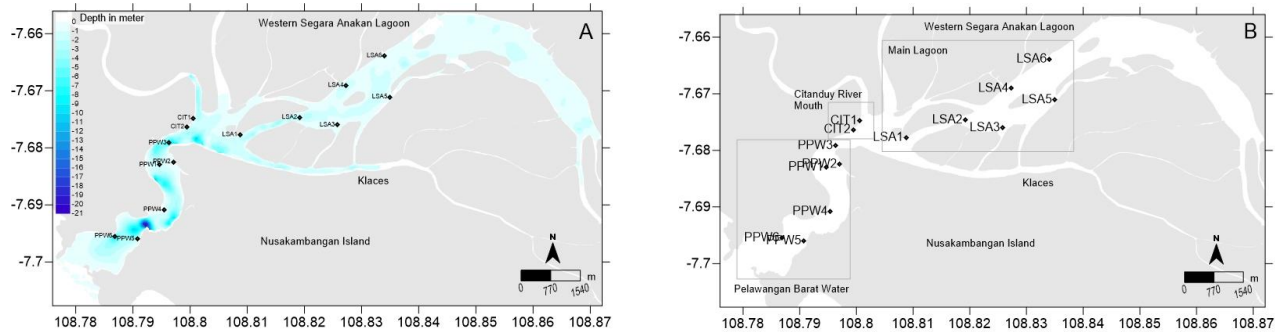 Depth in meter
Western Segara Anakan Lagoon
A
0
-1
-2
-3
-4
-5
-6
-7
-8
-9
-10
-11
-12
-13
-14
-15
-16
-17
-18
-19
-20
-21
-7.66
-7.67
-7.68
-7.69
-7.7
LSA6
LSA4
LSA5
CIT1
LSA2
CIT2
LSA3
LSA1
PPW3
PPW1
PPW2
Klaces
PPW4
PPW6
PPW5
Nusakambangan Island
N
m
0
770
1540
108.78 108.79 108.8 108.81 108.82 108.83 108.84 108.85 108.86 108.87
Western Segara Anakan Lagoon
B
Main Lagoon
-7.66
-7.67
-7.68
-7.69
-7.7
LSA6
LSA4
LSA5
Citanduy River
Mouth
CIT1
LSA2
CIT2
LSA3
LSA1
PPW3
PPW1
PPW2
Klaces
PPW4
PPW6
PPW5
Nusakambangan Island
Pelawangan Barat Water
N
m
0
770
1540
108.78 108.79 108.8 108.81 108.82 108.83 108.84 108.85 108.86 108.87